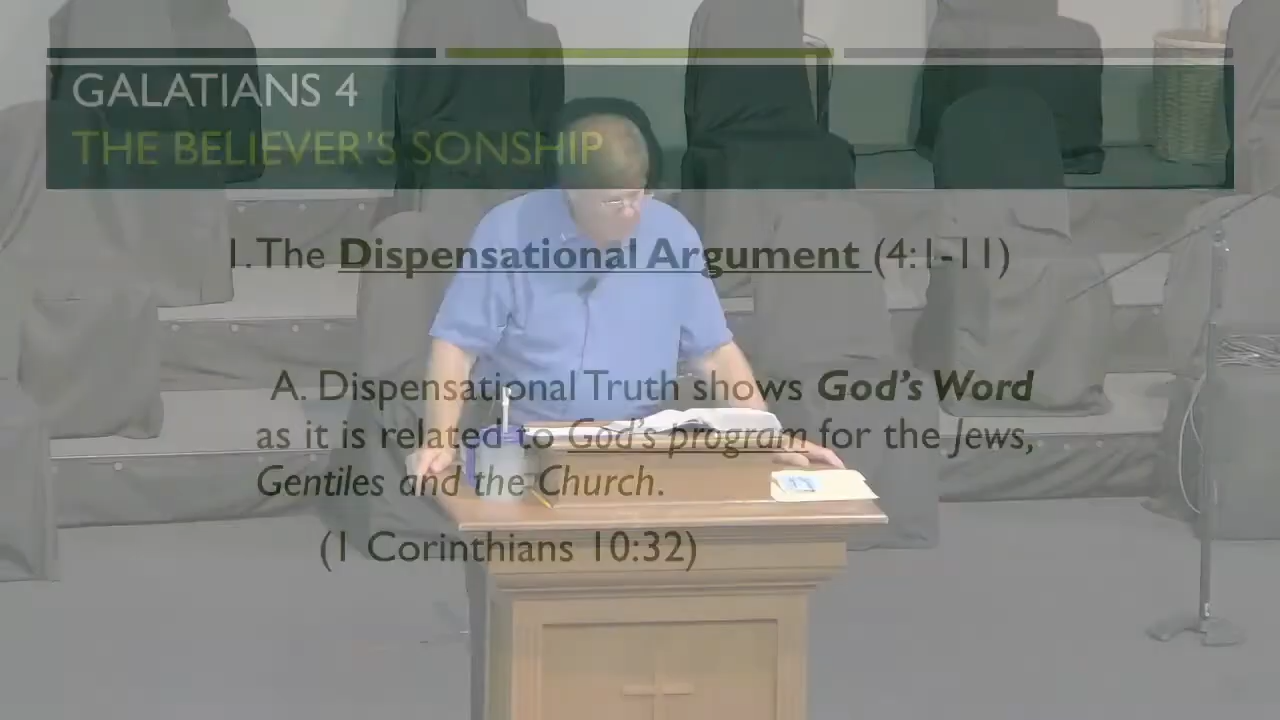 GALATIANS 4
THE BELIEVER'S SONSHIP
I. The Dispensational Argument (4:1-11)
A. Dispensational Truth shows God's Word
as it is related to God's program for the Jews,
Gentiles and the Church.
(1 Corinthians 10:32)